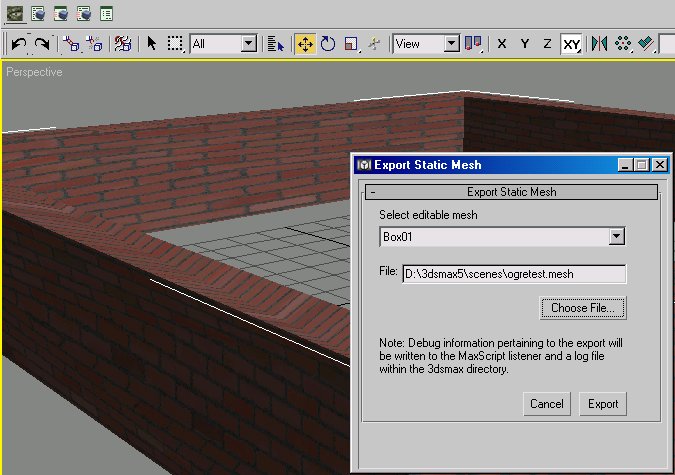 All
View
X
Y
Z
XY
Perspective
Export Static Mesh
Export Static Mesh
Select editable mesh
Box01
File:
D:\3dsmax5\scenes\ogretest.mesh
Choose File...
Note: Debug information pertaining to the export will
be written to the MaxScript listener and a log file
within the 3dsmax directory.
Cancel
Export